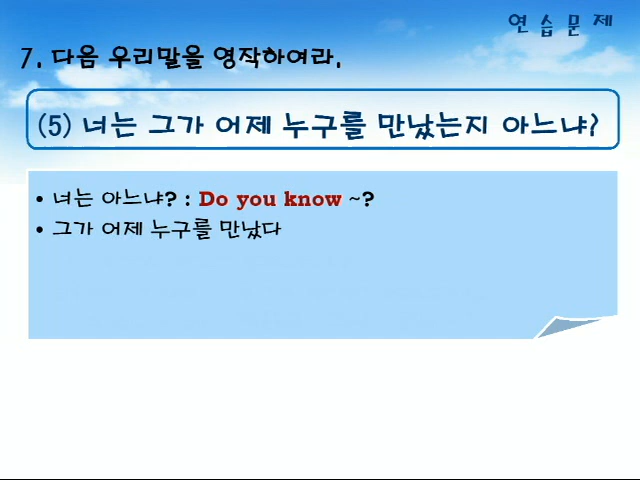 연 습 문 제
7. 다음 우리말을 영작하여라.
(5) 너는 그가 어제 누구를 만났는지 아느냐?
• 너는 아느냐? : Do you know ~?
• 그가 어제 누구를 만났다